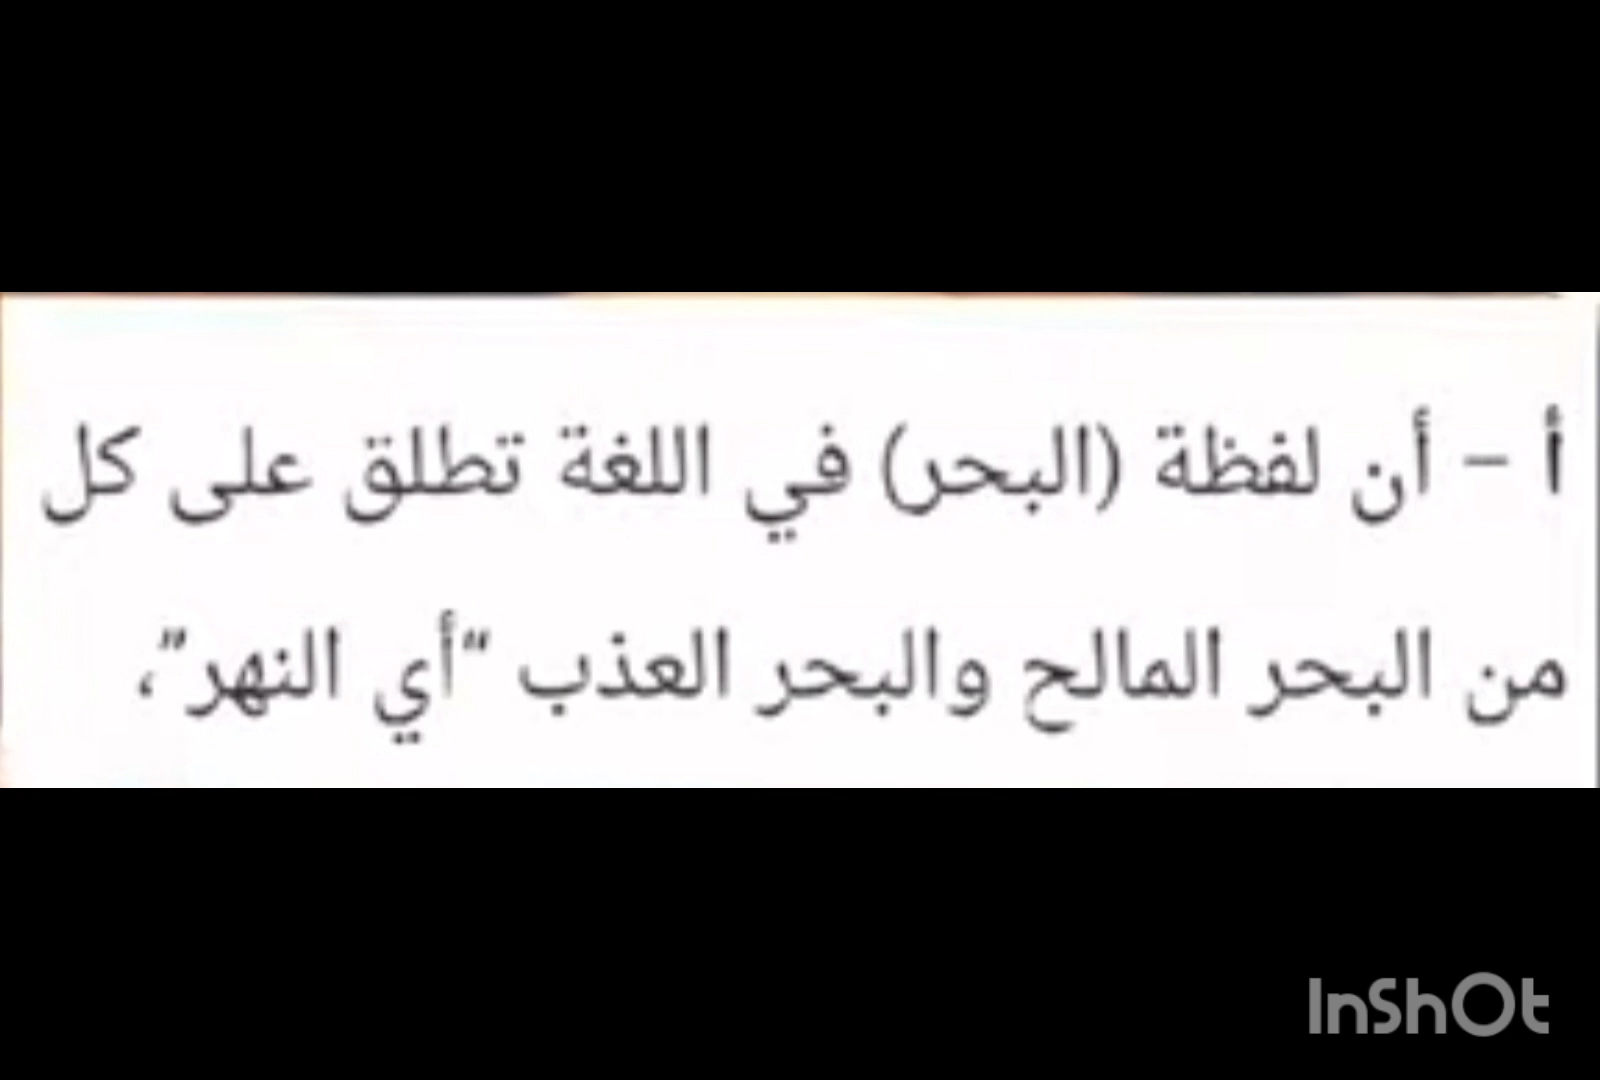 أ – أن لفظة (البحر) في اللغة تطلق على كل
من البحر المالح والبحر العذب “أي النهر”،
InShOt